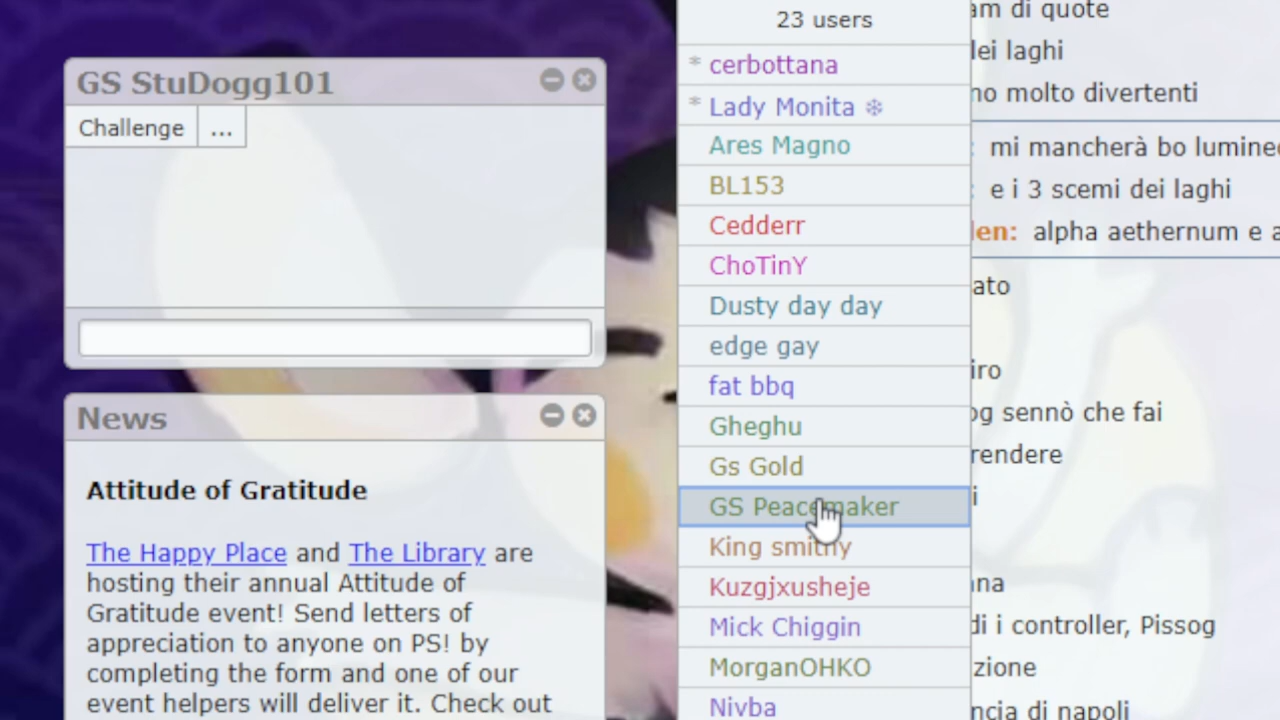 GS StuDogg101
Challenge
...
News
Attitude of Gratitude
The Happy Place and The Library are
hosting their annual Attitude of
Gratitude event! Send letters of
appreciation to anyone on PS! by
completing the form and one of our
event helpers will deliver it. Check out
23 users
* cerbottana
* Lady Monita ❄
Ares Magno
BL153
Cedderr
ChoTinY
Dusty day day
edge gay
fat bbq
Gheghu
Gs Gold
GS Peacemaker
King smithy
Kuzgjxusheje
Mick Chiggin
MorganOHKO
Nivba
am di quote
dei laghi
no molto divertenti
: mi mancherà bo lumineo
: e i 3 scemi dei laghi
len: alpha aethernum e a
ato
iro
og sennò che fai
rendere
i
ana
di i controller, Pissog
zione
ncia di napoli